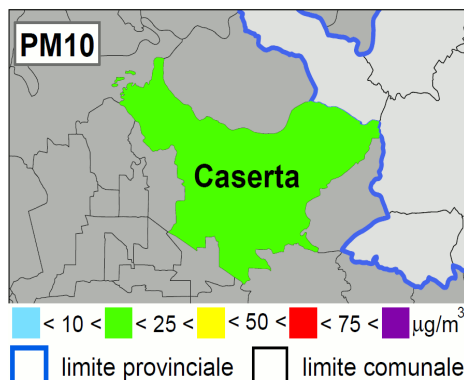 PM10
Caserta
< 10 < < 25 < < 50 < < 75 < µg/m³
limite provinciale limite comunale